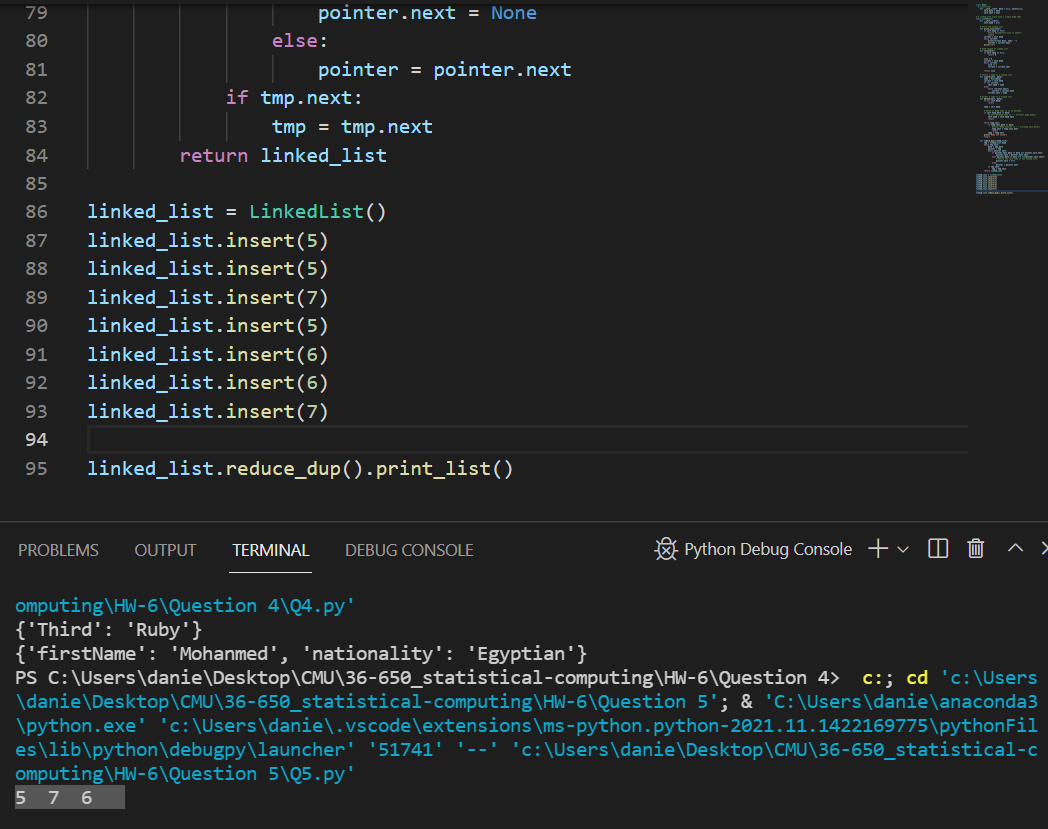 79 pointer.next = None
80 else:
81 pointer = pointer.next
82 if tmp.next:
83 tmp = tmp.next
84 return linked_list
85
86 linked_list = LinkedList()
87 linked_list.insert(5)
88 linked_list.insert(5)
89 linked_list.insert(7)
90 linked_list.insert(5)
91 linked_list.insert(6)
92 linked_list.insert(6)
93 linked_list.insert(7)
94
95 linked_list.reduce_dup().print_list()
PROBLEMS OUTPUT TERMINAL DEBUG CONSOLE Python Debug Console
omputing\HW-6\Question 4\Q4.py'
{'Third': 'Ruby'}
{'firstName': 'Mohanmed', 'nationality': 'Egyptian'}
PS C:\Users\danie\Desktop\CMU\36-650_statistical-computing\HW-6\Question 4>  c:; cd 'c:\Users
\danie\Desktop\CMU\36-650_statistical-computing\HW-6\Question 5'; & 'C:\Users\danie\anaconda3
\python.exe' 'c:\Users\danie\.vscode\extensions\ms-python.python-2021.11.1422169775\pythonFil
es\lib\python\debugpy\launcher' '51741' '--' 'c:\Users\danie\Desktop\CMU\36-650_statistical-c
omputing\HW-6\Question 5\Q5.py'
5 7 6